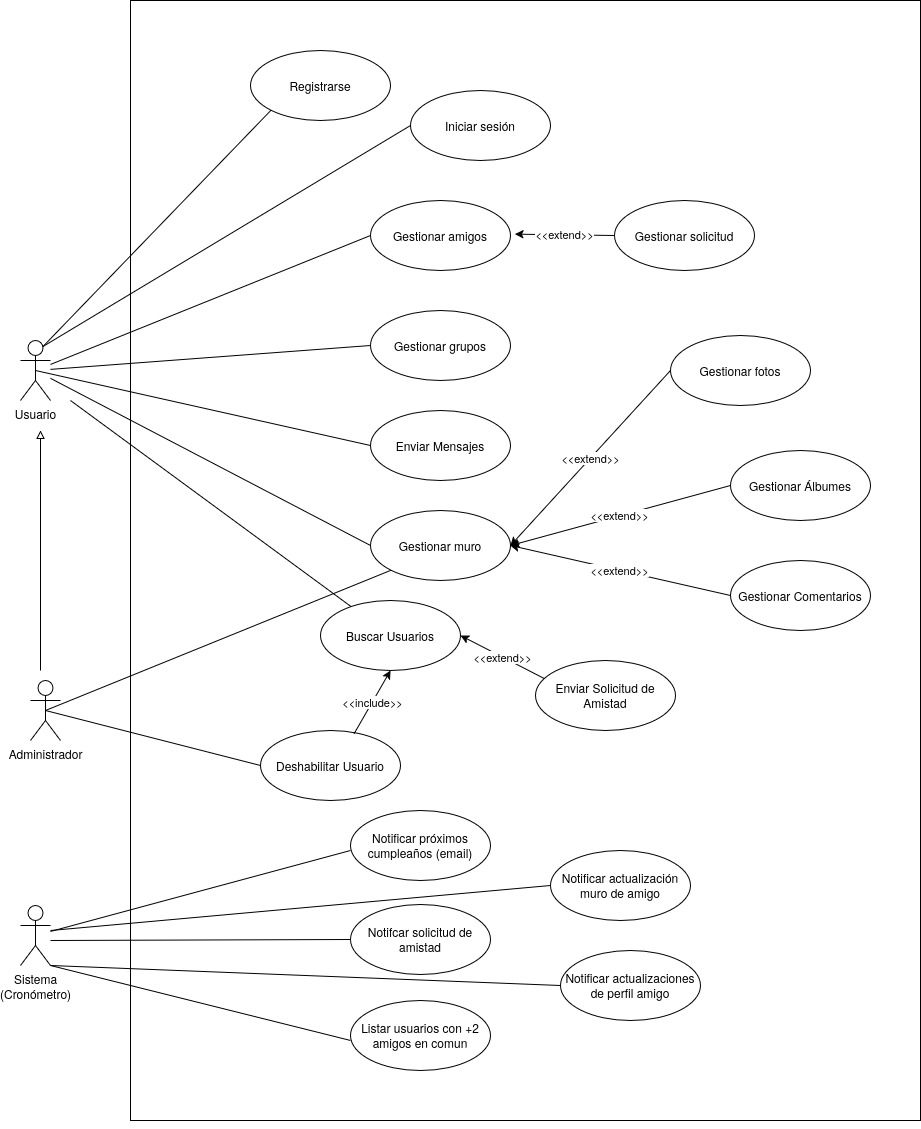 Registrarse
Iniciar sesión
Gestionar amigos
<<extend>>
Gestionar solicitud
Gestionar grupos
Gestionar fotos
Usuario
Enviar Mensajes
<<extend>>
Gestionar Álbumes
<<extend>>
Gestionar muro
<<extend>>
Gestionar Comentarios
Buscar Usuarios
<<extend>>
Enviar Solicitud de
Amistad
<<include>>
Administrador
Deshabilitar Usuario
Notificar próximos
cumpleaños (email)
Notificar actualización
muro de amigo
Notifcar solicitud de
amistad
Sistema
(Cronómetro)
Notificar actualizaciones
de perfil amigo
Listar usuarios con +2
amigos en comun